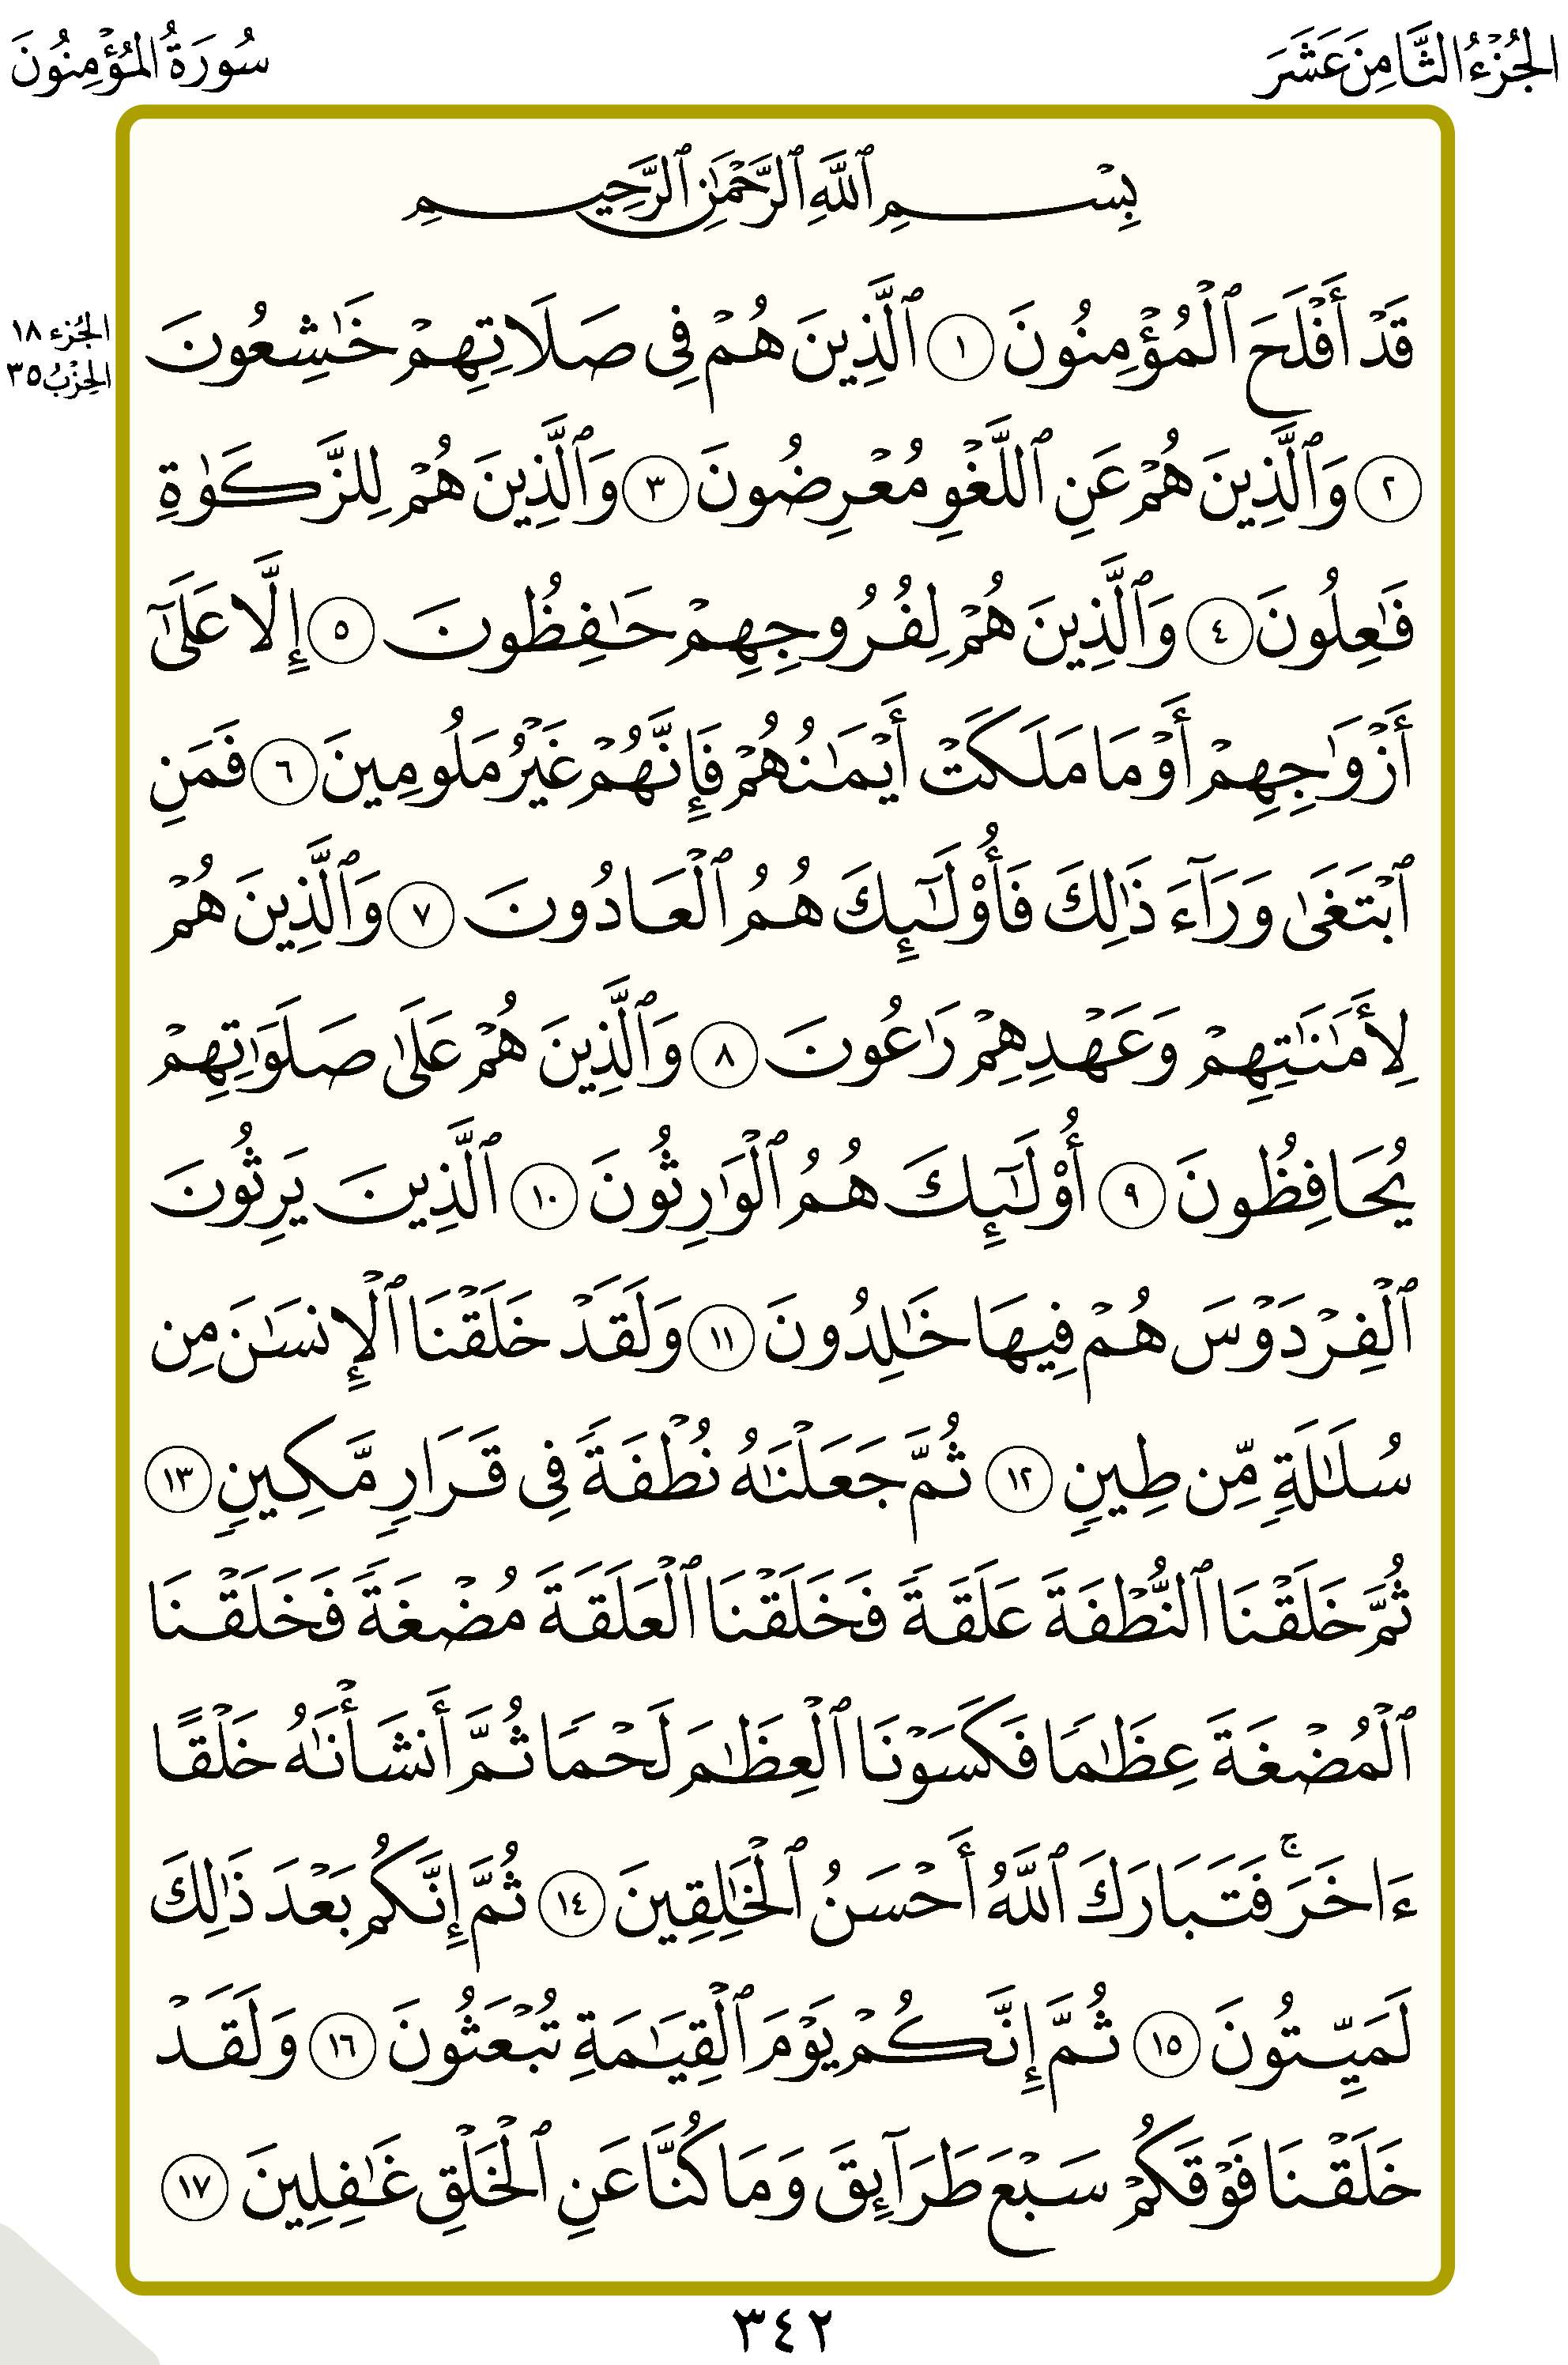 الجُزْءُ الثَّامِنَ عَشَرَ
سُورَةُ المُؤْمِنُونَ
بِسْمِ ٱللَّهِ ٱلرَّحْمَٰنِ ٱلرَّحِيمِ
قَدْ أَفْلَحَ ٱلْمُؤْمِنُونَ ١ ٱلَّذِينَ هُمْ فِى صَلَاتِهِمْ خَٰشِعُونَ
الجُزء ١٨
الحِزْبُ ٣٥
٢ وَٱلَّذِينَ هُمْ عَنِ ٱللَّغْوِ مُعْرِضُونَ ٣ وَٱلَّذِينَ هُمْ لِلزَّكَوٰةِ
فَٰعِلُونَ ٤ وَٱلَّذِينَ هُمْ لِفُرُوجِهِمْ حَٰفِظُونَ ٥ إِلَّا عَلَىٰٓ
أَزْوَٰجِهِمْ أَوْ مَا مَلَكَتْ أَيْمَٰنُهُمْ فَإِنَّهُمْ غَيْرُ مَلُومِينَ ٦ فَمَنِ
ٱبْتَغَىٰ وَرَآءَ ذَٰلِكَ فَأُوْلَٰٓئِكَ هُمُ ٱلْعَادُونَ ٧ وَٱلَّذِينَ هُمْ
لِأَمَٰنَٰتِهِمْ وَعَهْدِهِمْ رَٰعُونَ ٨ وَٱلَّذِينَ هُمْ عَلَىٰ صَلَوَٰتِهِمْ
يُحَافِظُونَ ٩ أُوْلَٰٓئِكَ هُمُ ٱلْوَٰرِثُونَ ١٠ ٱلَّذِينَ يَرِثُونَ
ٱلْفِرْدَوْسَ هُمْ فِيهَا خَٰلِدُونَ ١١ وَلَقَدْ خَلَقْنَا ٱلْإِنسَٰنَ مِن
سُلَٰلَةٍ مِّن طِينٍ ١٢ ثُمَّ جَعَلْنَٰهُ نُطْفَةً فِى قَرَارٍ مَّكِينٍ ١٣
ثُمَّ خَلَقْنَا ٱلنُّطْفَةَ عَلَقَةً فَخَلَقْنَا ٱلْعَلَقَةَ مُضْغَةً فَخَلَقْنَا
ٱلْمُضْغَةَ عِظَٰمًا فَكَسَوْنَا ٱلْعِظَٰمَ لَحْمًا ثُمَّ أَنشَأْنَٰهُ خَلْقًا
ءَاخَرَ ۚ فَتَبَارَكَ ٱللَّهُ أَحْسَنُ ٱلْخَٰلِقِينَ ١٤ ثُمَّ إِنَّكُم بَعْدَ ذَٰلِكَ
لَمَيِّتُونَ ١٥ ثُمَّ إِنَّكُمْ يَوْمَ ٱلْقِيَٰمَةِ تُبْعَثُونَ ١٦ وَلَقَدْ
خَلَقْنَا فَوْقَكُمْ سَبْعَ طَرَآئِقَ وَمَا كُنَّا عَنِ ٱلْخَلْقِ غَٰفِلِينَ ١٧
٣٤٢